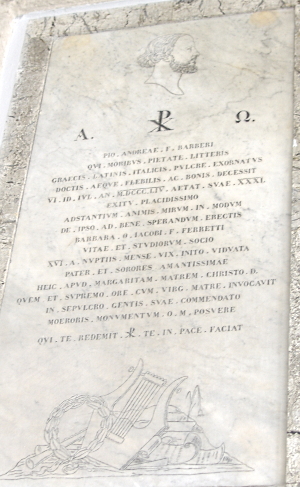 A. ☧ Ω.
PIO . ANDREAE . F . BARBERI
QVI . MORIBVS . PIETATE . LITTERIS
GRAECIS . LATINIS . ITALICIS . PVLCRE . EXORNATVS
DOCTIS . AEQVE . FLEBILIS . AC . BONIS . DECESSIT
VI . ID . IVL . AN . MDCCCXLIV . AETAT . SVAE . XXXI
EXITV . PLACIDISSIMO
ADSTANTIVM . ANIMIS . MIRVM . IN . MODVM
DE . IPSO . AD . BENE . SPERANDVM . ERECTIS
BARBARA . O . IACOBI . F . FERRETTI
VITAE . ET . STVDIORVM . SOCIO
XVI . A . NVPTIIS . MENSE . VIX . INITO . VIDVATA
PATER . ET . SORORES . AMANTISSIMAE
HEIC . APVD . MARGARITAM . MATREM . CHRISTO . D.
QVEM . ET . SVPREMO . ORE . CVM . VIRG . MATRE . INVOCAVIT
IN . SEPVLCRO . GENTIS . SVAE . COMMENDATO
MOERORIS . MONVMENTVM . O . M . POSVERE
QVI . TE . REDEMIT . ☧ . TE . IN . PACE . FACIAT